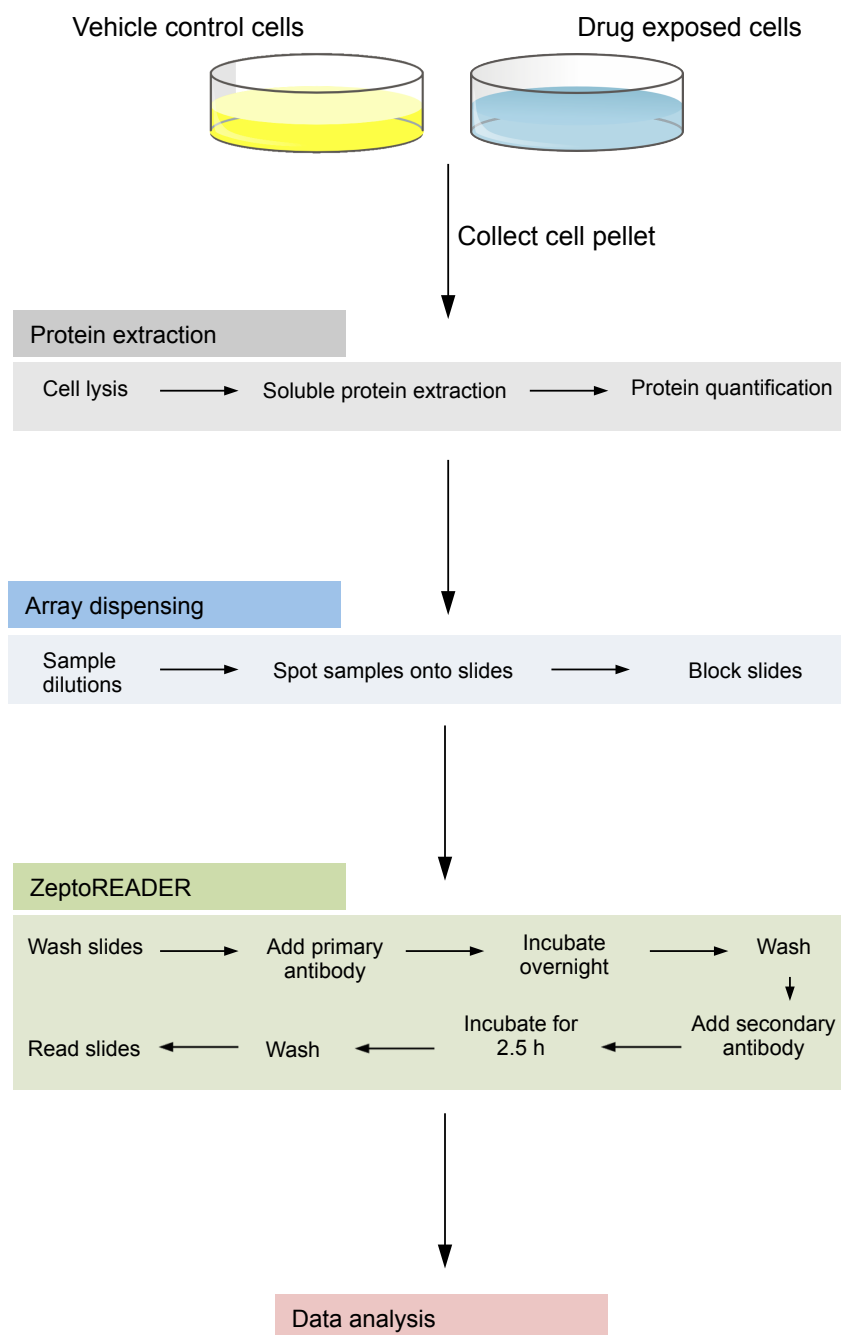 Vehicle control cells
Drug exposed cells
Collect cell pellet
Protein extraction
Cell lysis
Soluble protein extraction
Protein quantification
Array dispensing
Sample
dilutions
Spot samples onto slides
Block slides
ZeptoREADER
Wash slides
Add primary
antibody
Incubate
overnight
Wash
Add secondary
antibody
Incubate for
2.5 h
Wash
Read slides
Data analysis